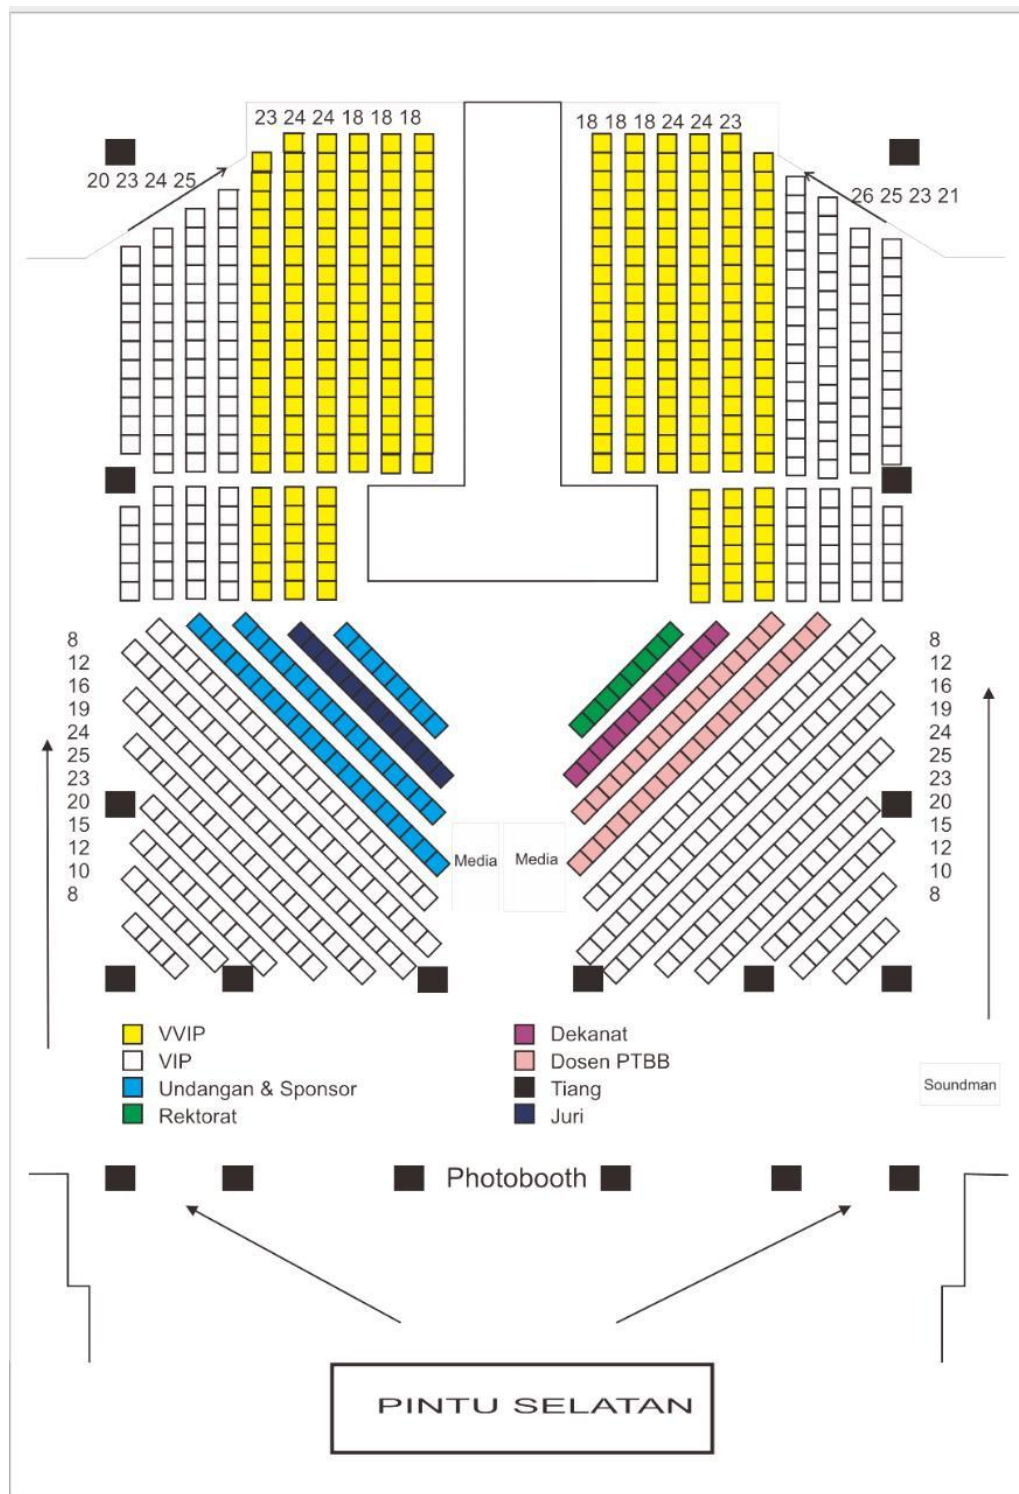 23 24 24 18 18 18
18 18 18 24 24 23
20 23 24 25
26 25 23 21
8
12
16
19
24
25
23
20
15
12
10
8
8
12
16
19
24
25
23
20
15
12
10
8
Media
Media
VVIP
VIP
Undangan & Sponsor
Rektorat
Dekanat
Dosen PTBB
Tiang
Juri
Soundman
Photobooth
PINTU SELATAN